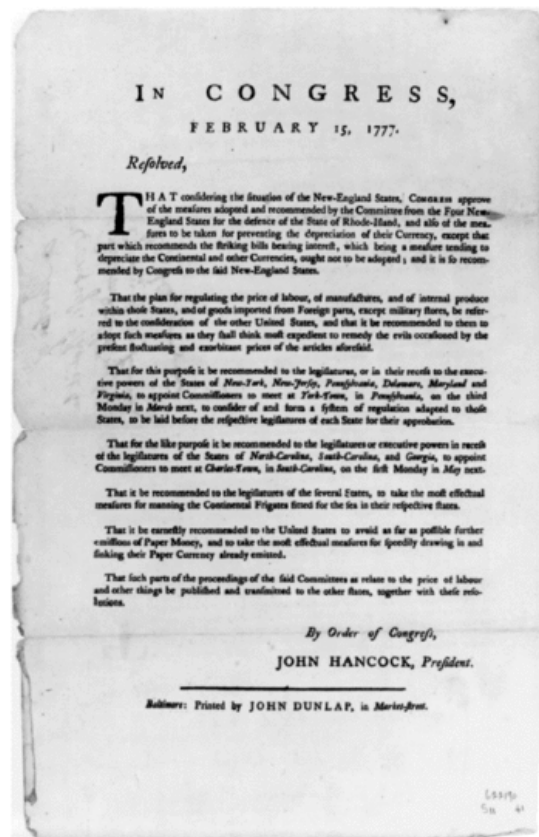 IN CONGRESS,
FEBRUARY 15, 1777.
Reſolved,
THAT conſidering the ſituation of the New-England States, CONGRESS approve
of the meaſures adopted and recommended by the Committee from the Four New-
England States for the defence of the State of Rhode-Iſland, and alſo of the mea-
ſures to be taken for preventing the depreciation of their Currency, except that
part which recommends the ſtriking bills bearing intereſt, which being a meaſure tending to
depreciate the Continental and other Currencies, ought not to be adopted; and it is ſo recom-
mended by Congreſs to the ſaid New-England States.
That the plan for regulating the price of labour, of manufactures, and of internal produce
within thoſe States, and of goods imported from Foreign parts, except military ſtores, be refer-
red to the conſideration of the other United States, and that it be recommended to them to
adopt ſuch meaſures as they ſhall think moſt expedient to remedy the evils occaſioned by the
preſent fluctuating and exorbitant prices of the articles aforeſaid.
That for this purpoſe it be recommended to the legiſlatures, or in their receſs to the execu-
tive powers of the States of New-York, New-Jerſey, Pennſylvania, Delaware, Maryland and
Virginia, to appoint Commiſſioners to meet at York-Town, in Pennſylvania, on the third
Monday in March next, to conſider of and form a ſyſtem of regulation adapted to thoſe
States, to be laid before the reſpective legiſlatures of each State for their approbation.
That for the like purpoſe it be recommended to the legiſlatures or executive powers in receſs
of the legiſlatures of the States of North-Carolina, South-Carolina, and Georgia, to appoint
Commiſſioners to meet at Charles-Town, in South-Carolina, on the firſt Monday in May next.
That it be recommended to the legiſlatures of the ſeveral States, to take the moſt effectual
meaſures for manning the Continental Frigates fitted for the ſea in their reſpective ſtates.
That it be earneſtly recommended to the United States to avoid as far as poſſible further
emiſſions of Paper Money, and to take the moſt effectual meaſures for ſpeedily drawing in and
ſinking their Paper Currency already emitted.
That ſuch parts of the proceedings of the ſaid Committees as relate to the price of labour
and other things be publiſhed and tranſmitted to the other ſtates, together with theſe reſo-
lutions.
By Order of Congreſs,
JOHN HANCOCK, Preſident.
Baltimore: Printed by JOHN DUNLAP, in Market-ſtreet.